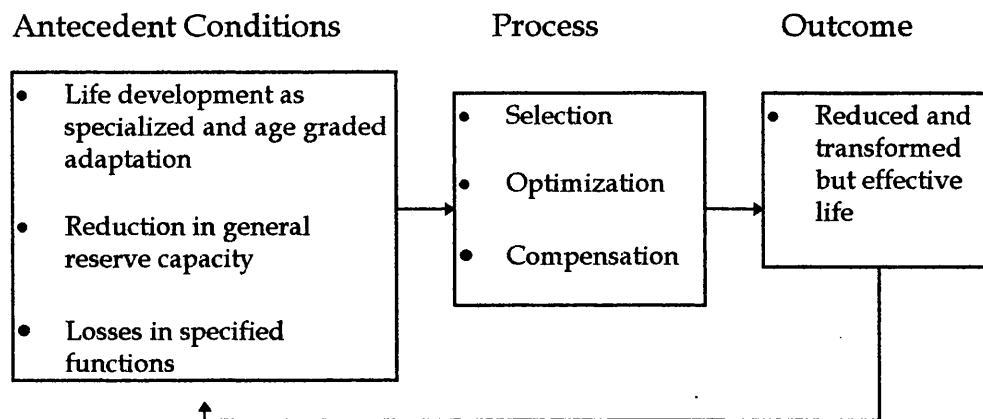 Antecedent Conditions
Process
Outcome
• Life development as
specialized and age graded
adaptation
• Reduction in general
reserve capacity
• Losses in specified
functions
• Selection
• Optimization
• Compensation
• Reduced and
transformed
but effective
life